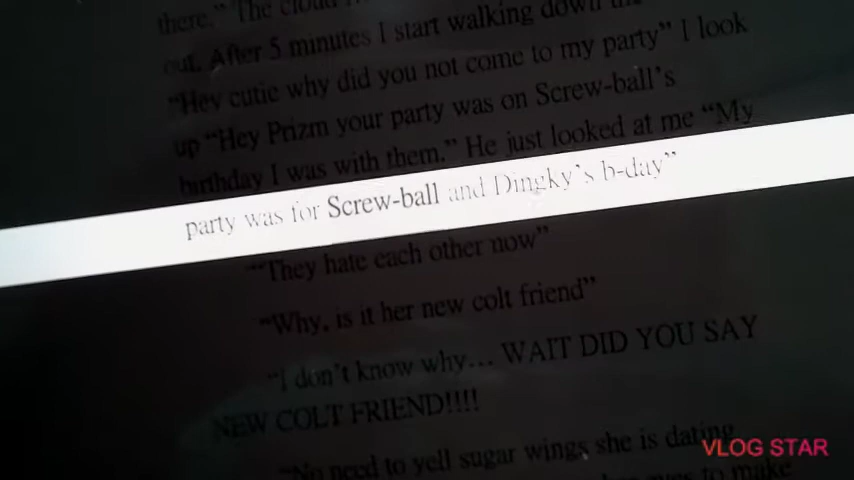 there." The cloud
out. After 5 minutes I start walking down the
"Hey cutie why did you not come to my party" I look
up "Hey Prizm your party was on Screw-ball's
birthday I was with them." He just looked at me "My
party was for Screw-ball and Dingky's b-day"
"They hate each other now"
"Why, is it her new colt friend"
"I don't know why... WAIT DID YOU SAY
NEW COLT FRIEND!!!!
"No need to yell sugar wings she is dating
eyes to make
VLOG STAR